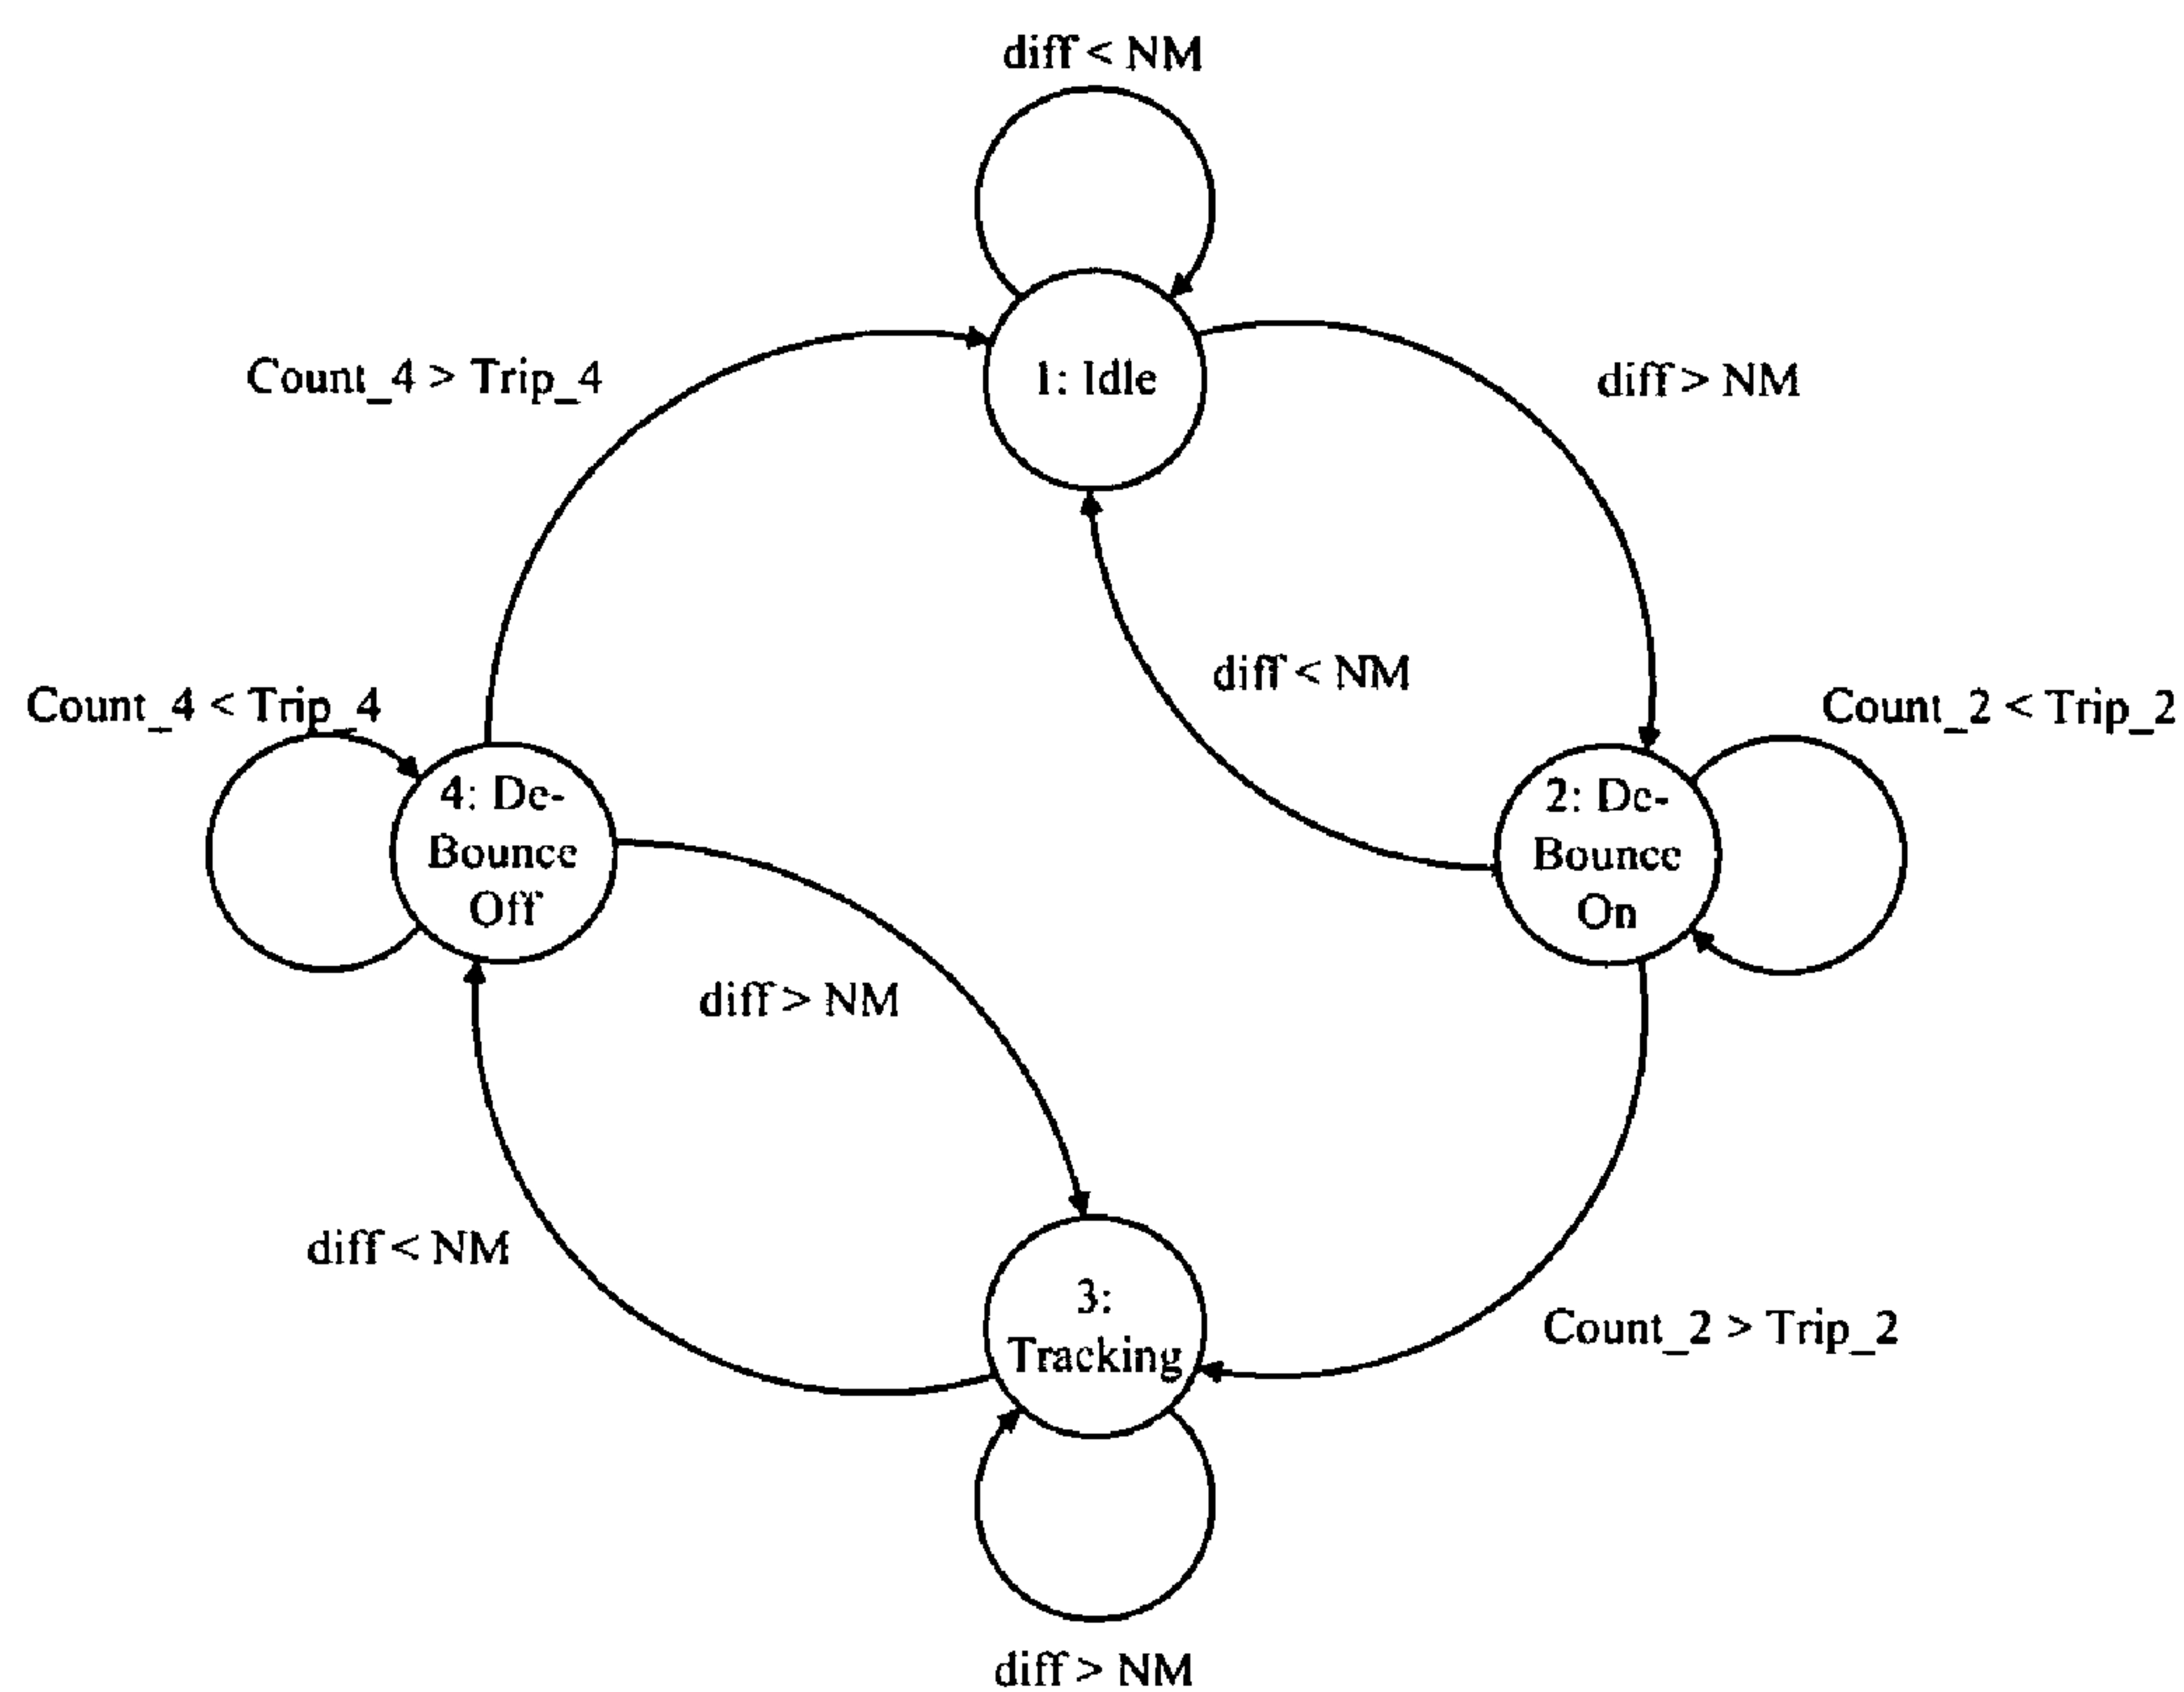 diff < NM
1: Idle
Count_4 > Trip_4
diff > NM
diff < NM
Count_4 < Trip_4
Count_2 < Trip_2
4: De-
Bounce
Off
2: De-
Bounce
On
diff > NM
diff < NM
3:
Tracking
Count_2 > Trip_2
diff > NM